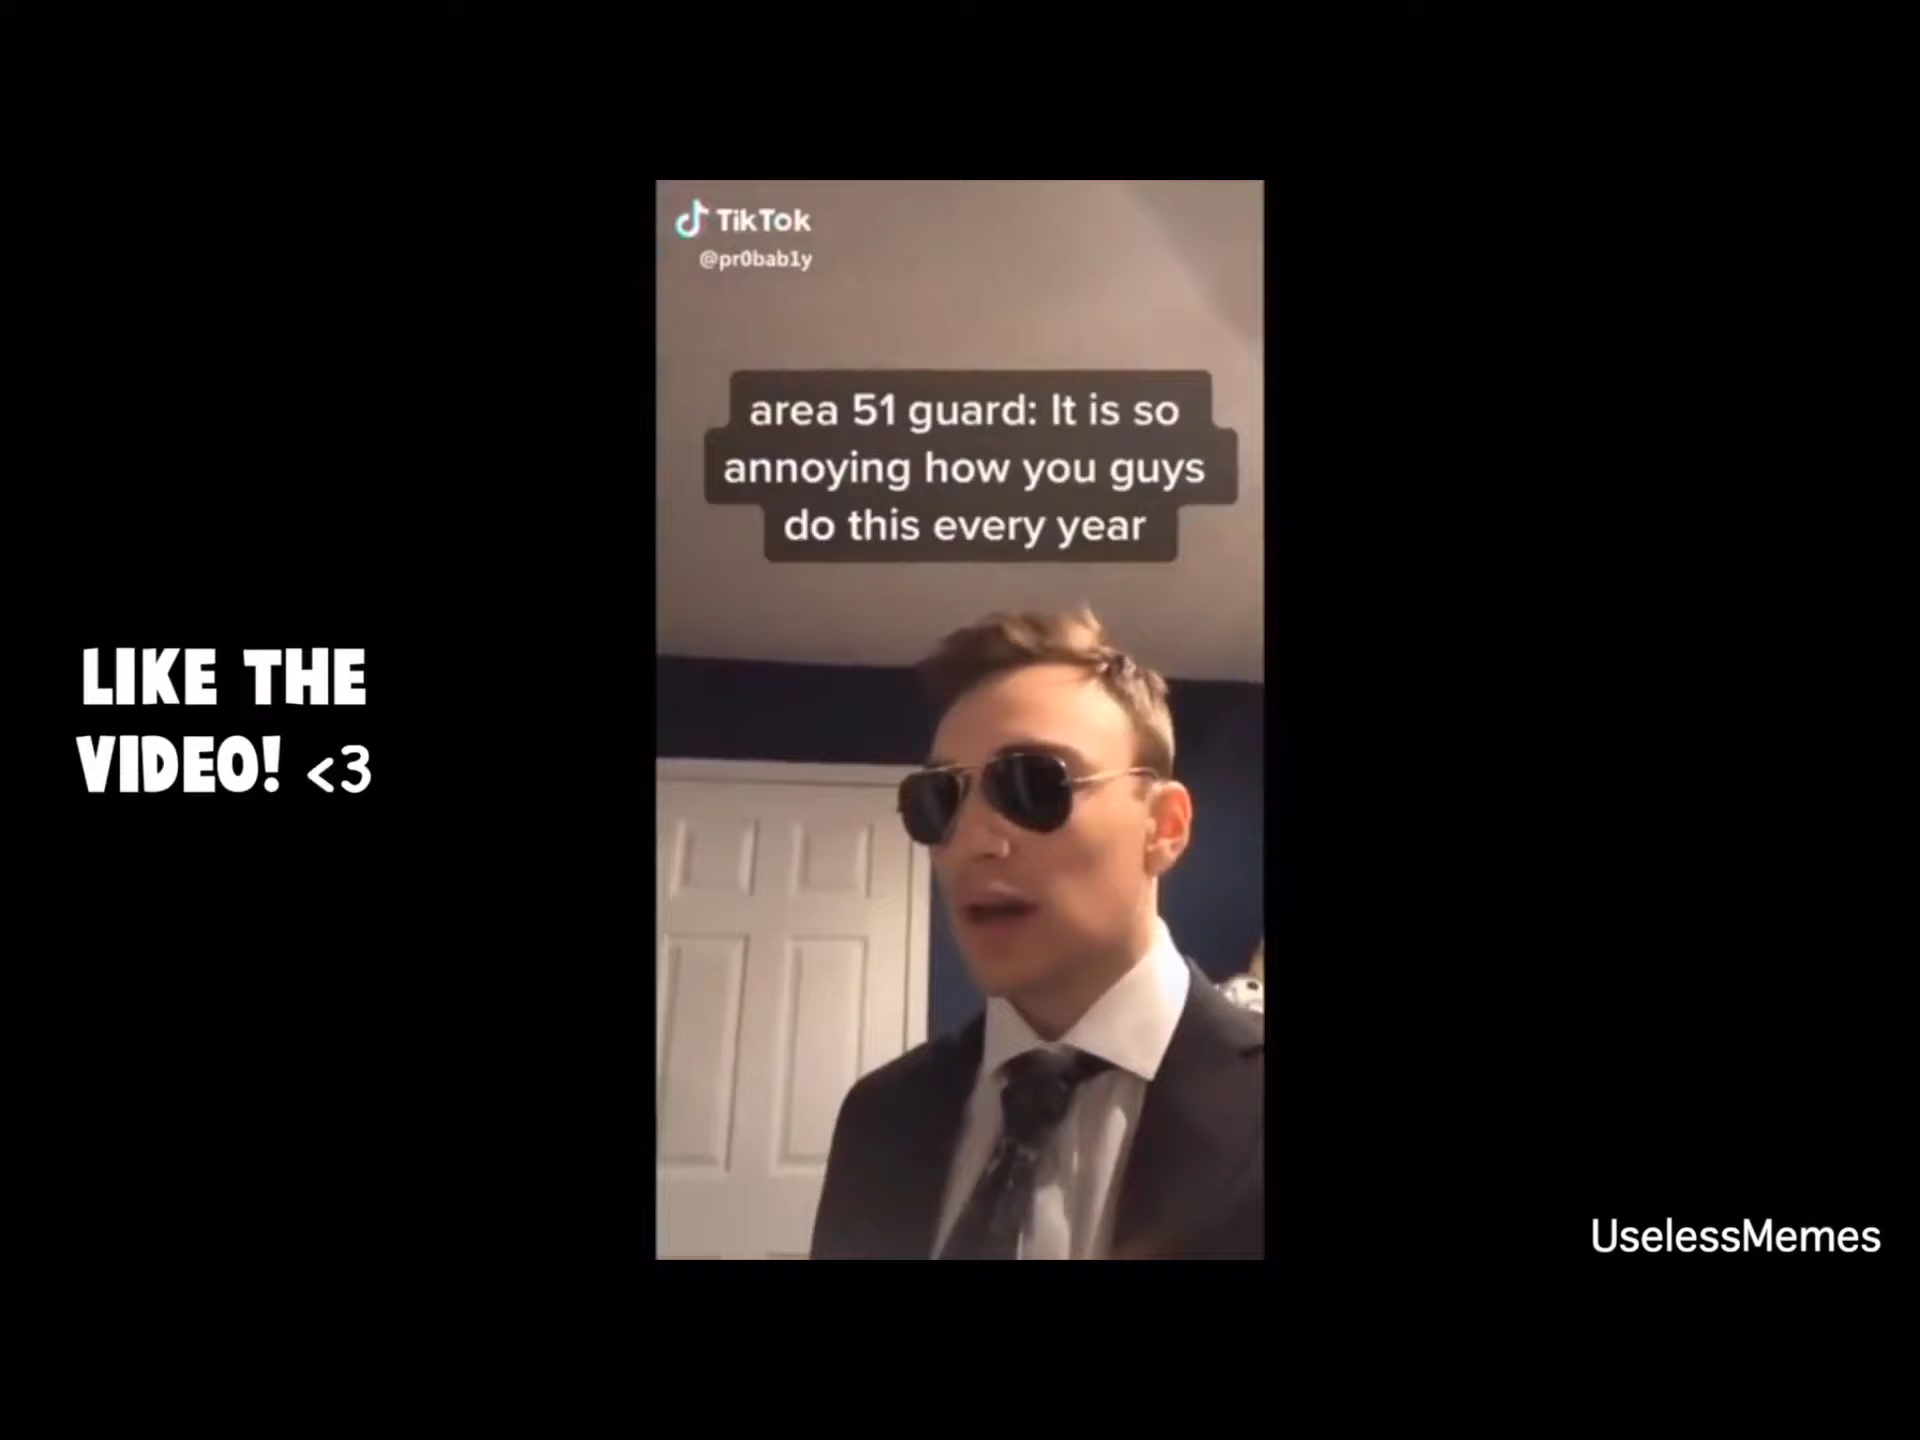 TikTok
@pr0bab1y
area 51 guard: It is so
annoying how you guys
do this every year
LIKE THE
VIDEO! <3
UselessMemes